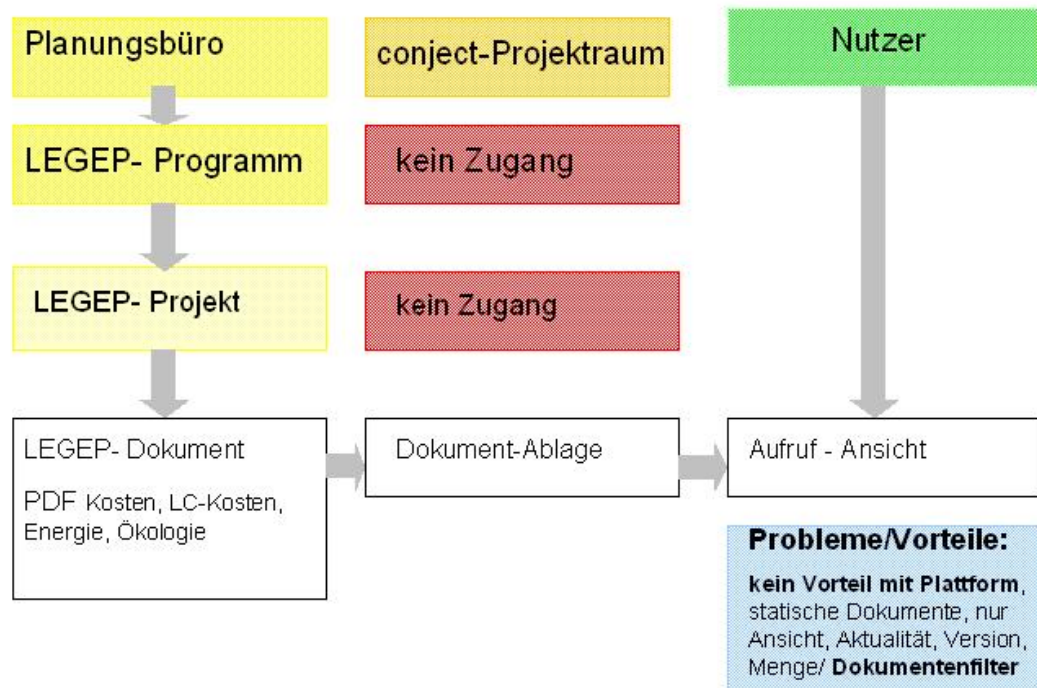 Planungsbüro
conject-Projektraum
Nutzer
LEGEP- Programm
kein Zugang
LEGEP- Projekt
kein Zugang
LEGEP- Dokument
PDF Kosten, LC-Kosten,
Energie, Ökologie
Dokument-Ablage
Aufruf - Ansicht
Probleme/Vorteile:
kein Vorteil mit Plattform,
statische Dokumente, nur
Ansicht, Aktualität, Version,
Menge/ Dokumentenfilter